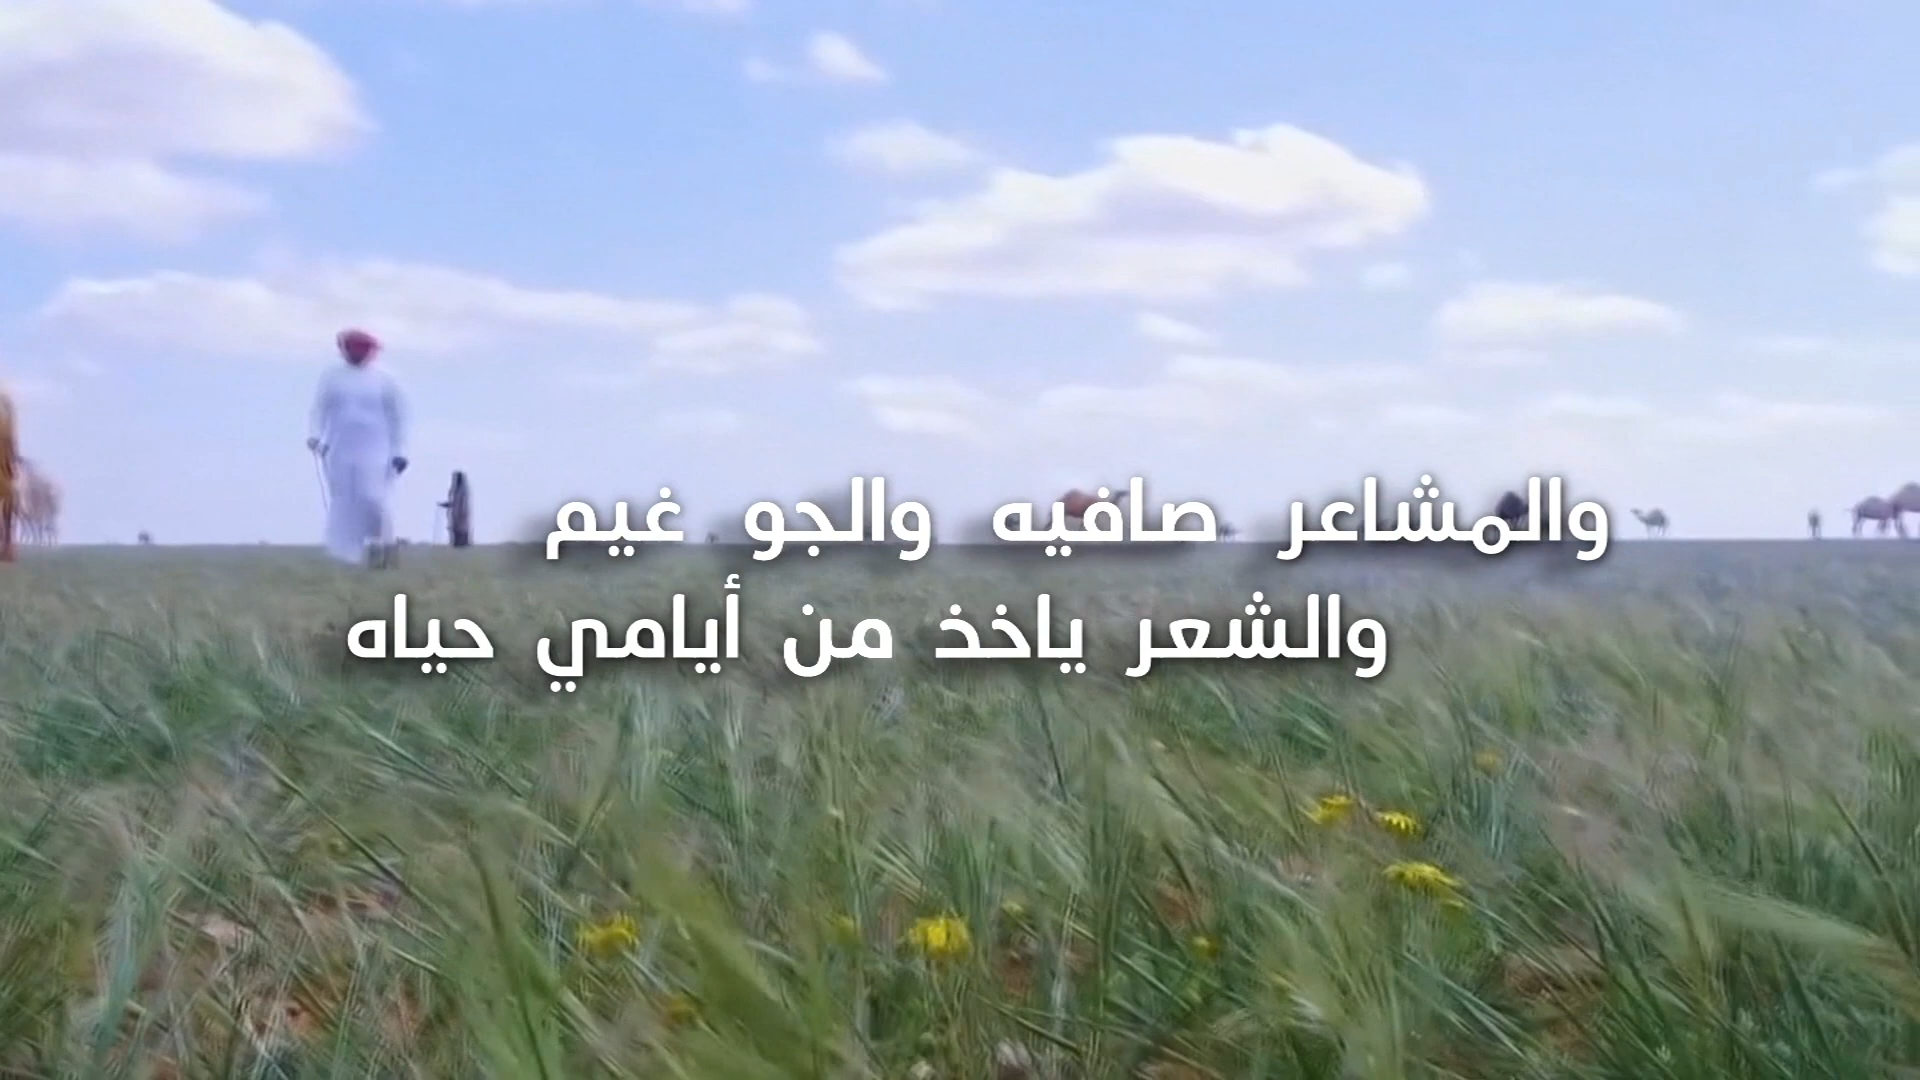 والمشاعر صافيه والجو غيم
والشعر ياخذ من أيامي حياه